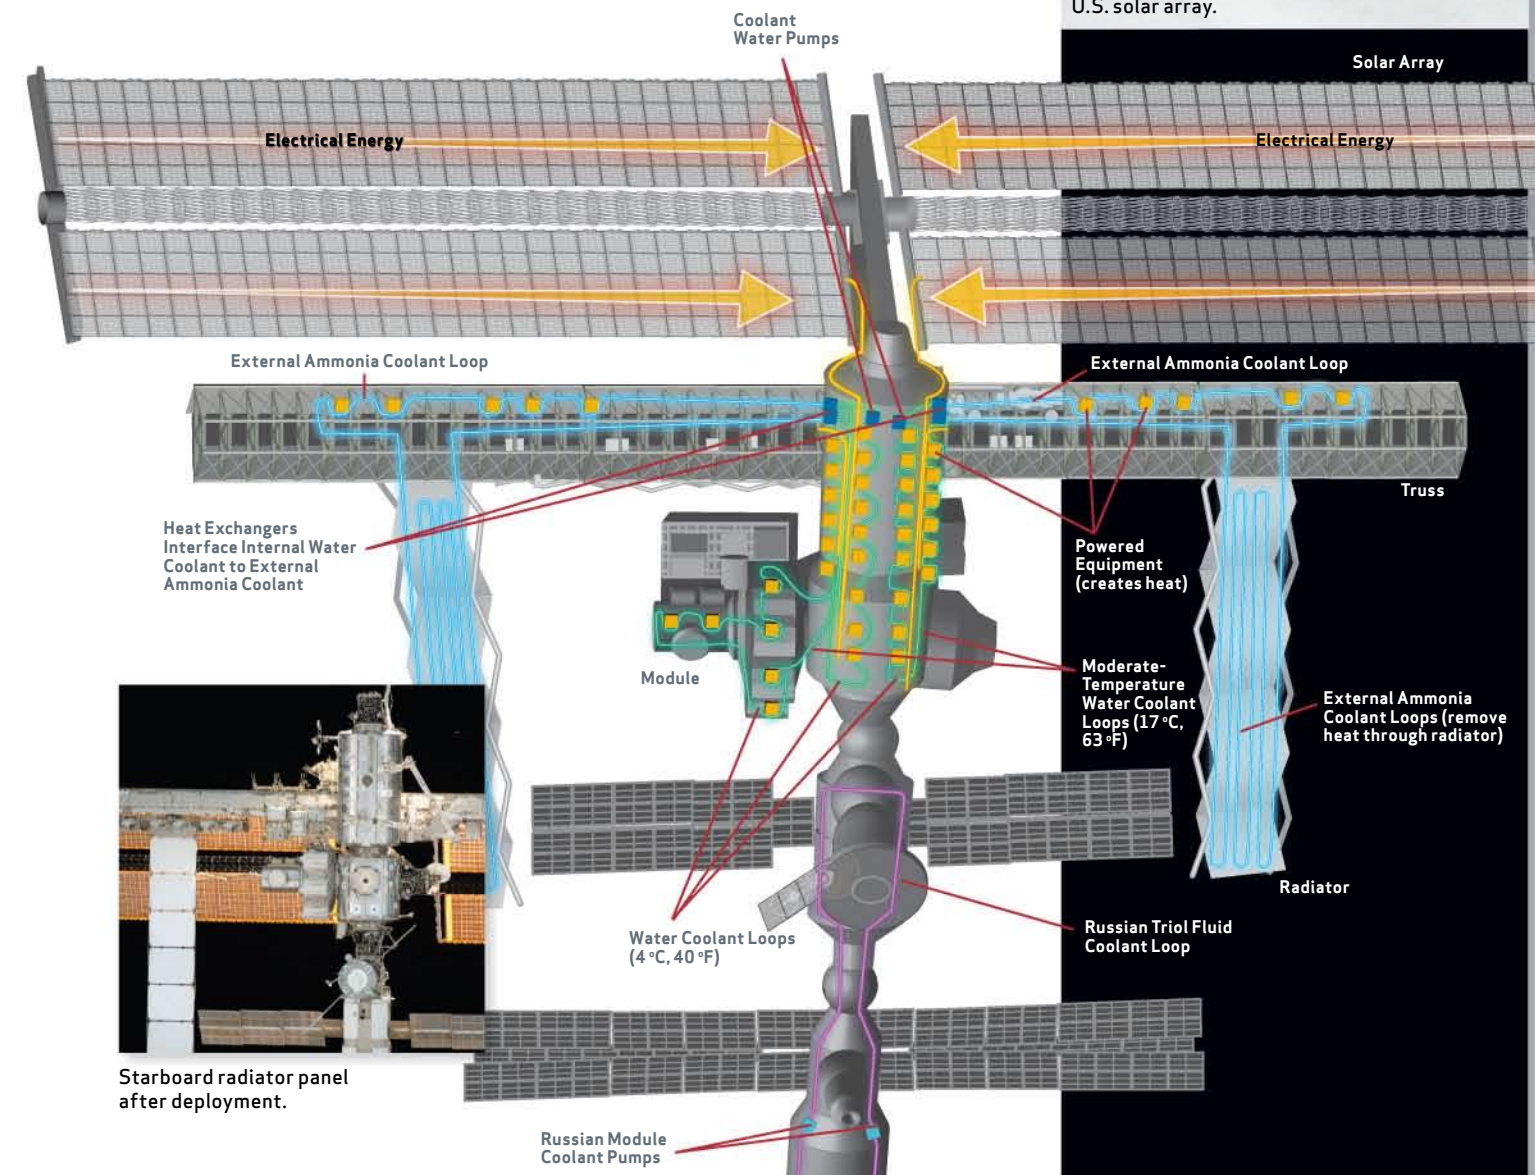 U.S. solar array.
Coolant
Water Pumps
Solar Array
Electrical Energy
Electrical Energy
External Ammonia Coolant Loop
External Ammonia Coolant Loop
Truss
Heat Exchangers
Interface Internal Water
Coolant to External
Ammonia Coolant
Powered
Equipment
(creates heat)
Module
Moderate-
Temperature
Water Coolant
Loops (17 °C,
63 °F)
External Ammonia
Coolant Loops (remove
heat through radiator)
Radiator
Water Coolant Loops
(4 °C, 40 °F)
Russian Triol Fluid
Coolant Loop
Starboard radiator panel
after deployment.
Russian Module
Coolant Pumps